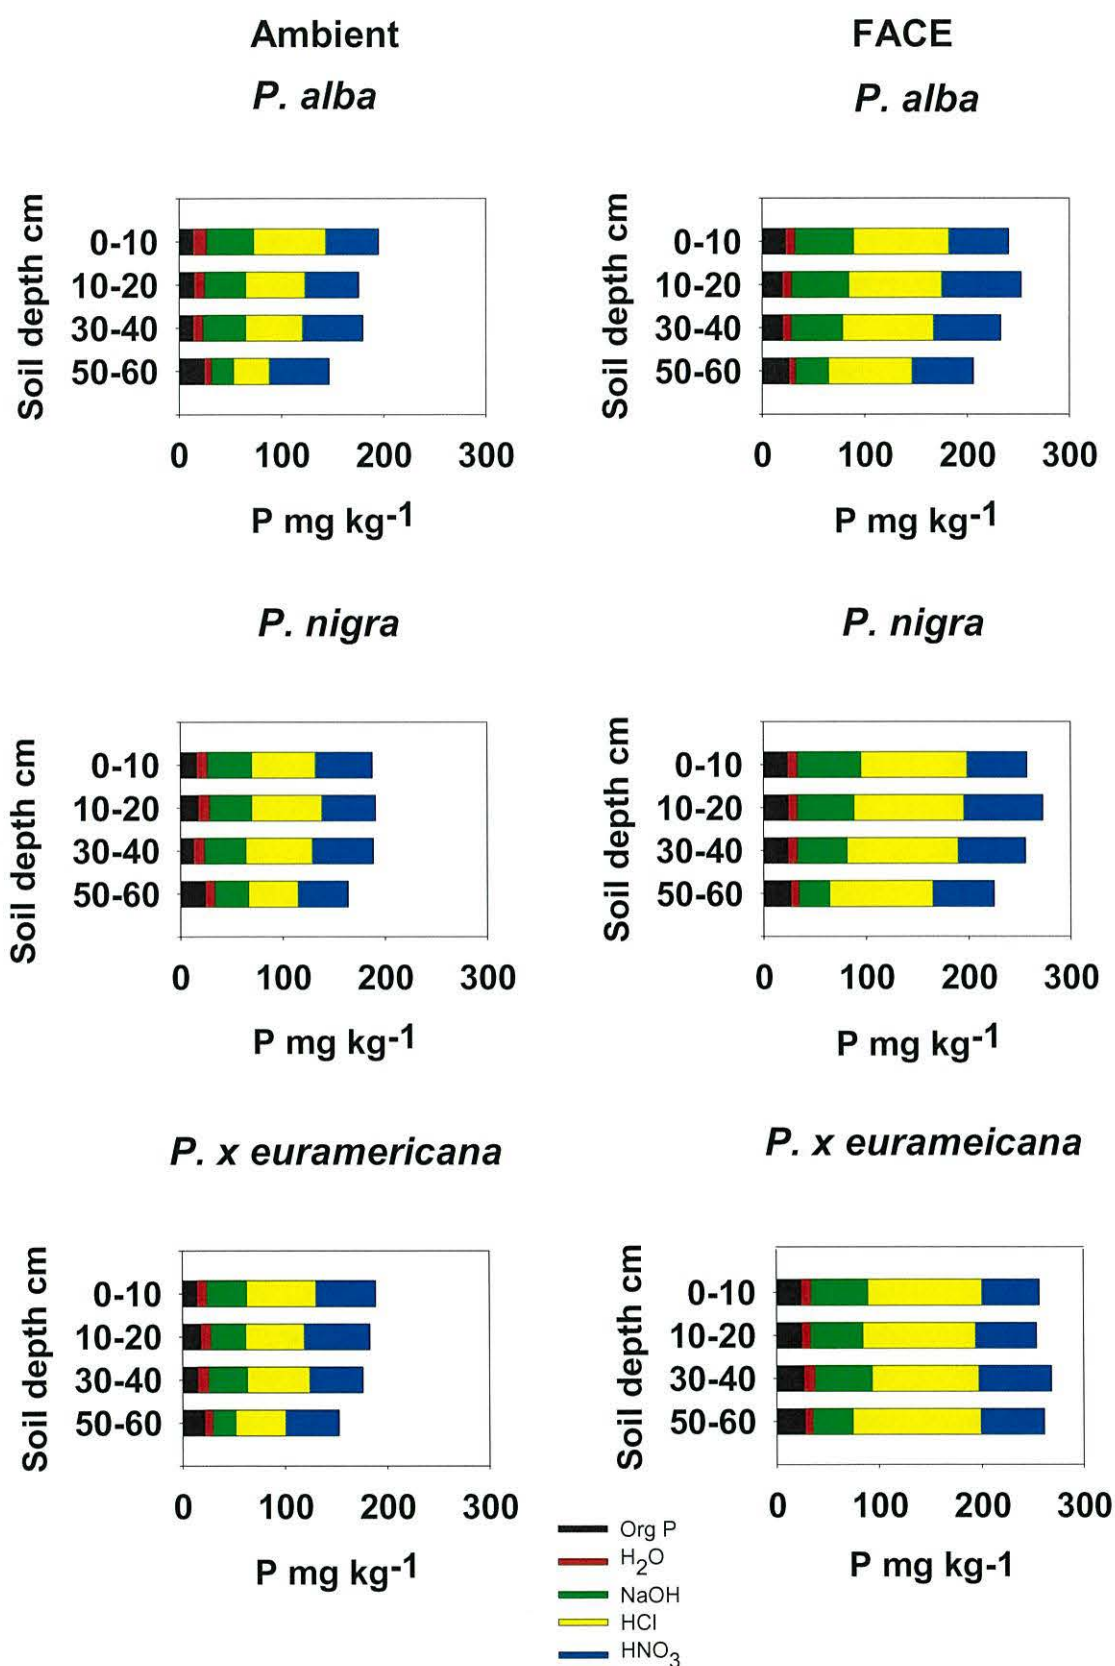 Ambient
FACE
P. alba
P. alba
Soil depth cm
0-10
10-20
30-40
50-60
0 100 200 300
P mg kg-1
Soil depth cm
0-10
10-20
30-40
50-60
0 100 200 300
P mg kg-1
P. nigra
P. nigra
Soil depth cm
0-10
10-20
30-40
50-60
0 100 200 300
P mg kg-1
Soil depth cm
0-10
10-20
30-40
50-60
0 100 200 300
P mg kg-1
P. x euramericana
P. x eurameicana
Soil depth cm
0-10
10-20
30-40
50-60
0 100 200 300
P mg kg-1
Soil depth cm
0-10
10-20
30-40
50-60
0 100 200 300
P mg kg-1
Org P
H2O
NaOH
HCl
HNO3